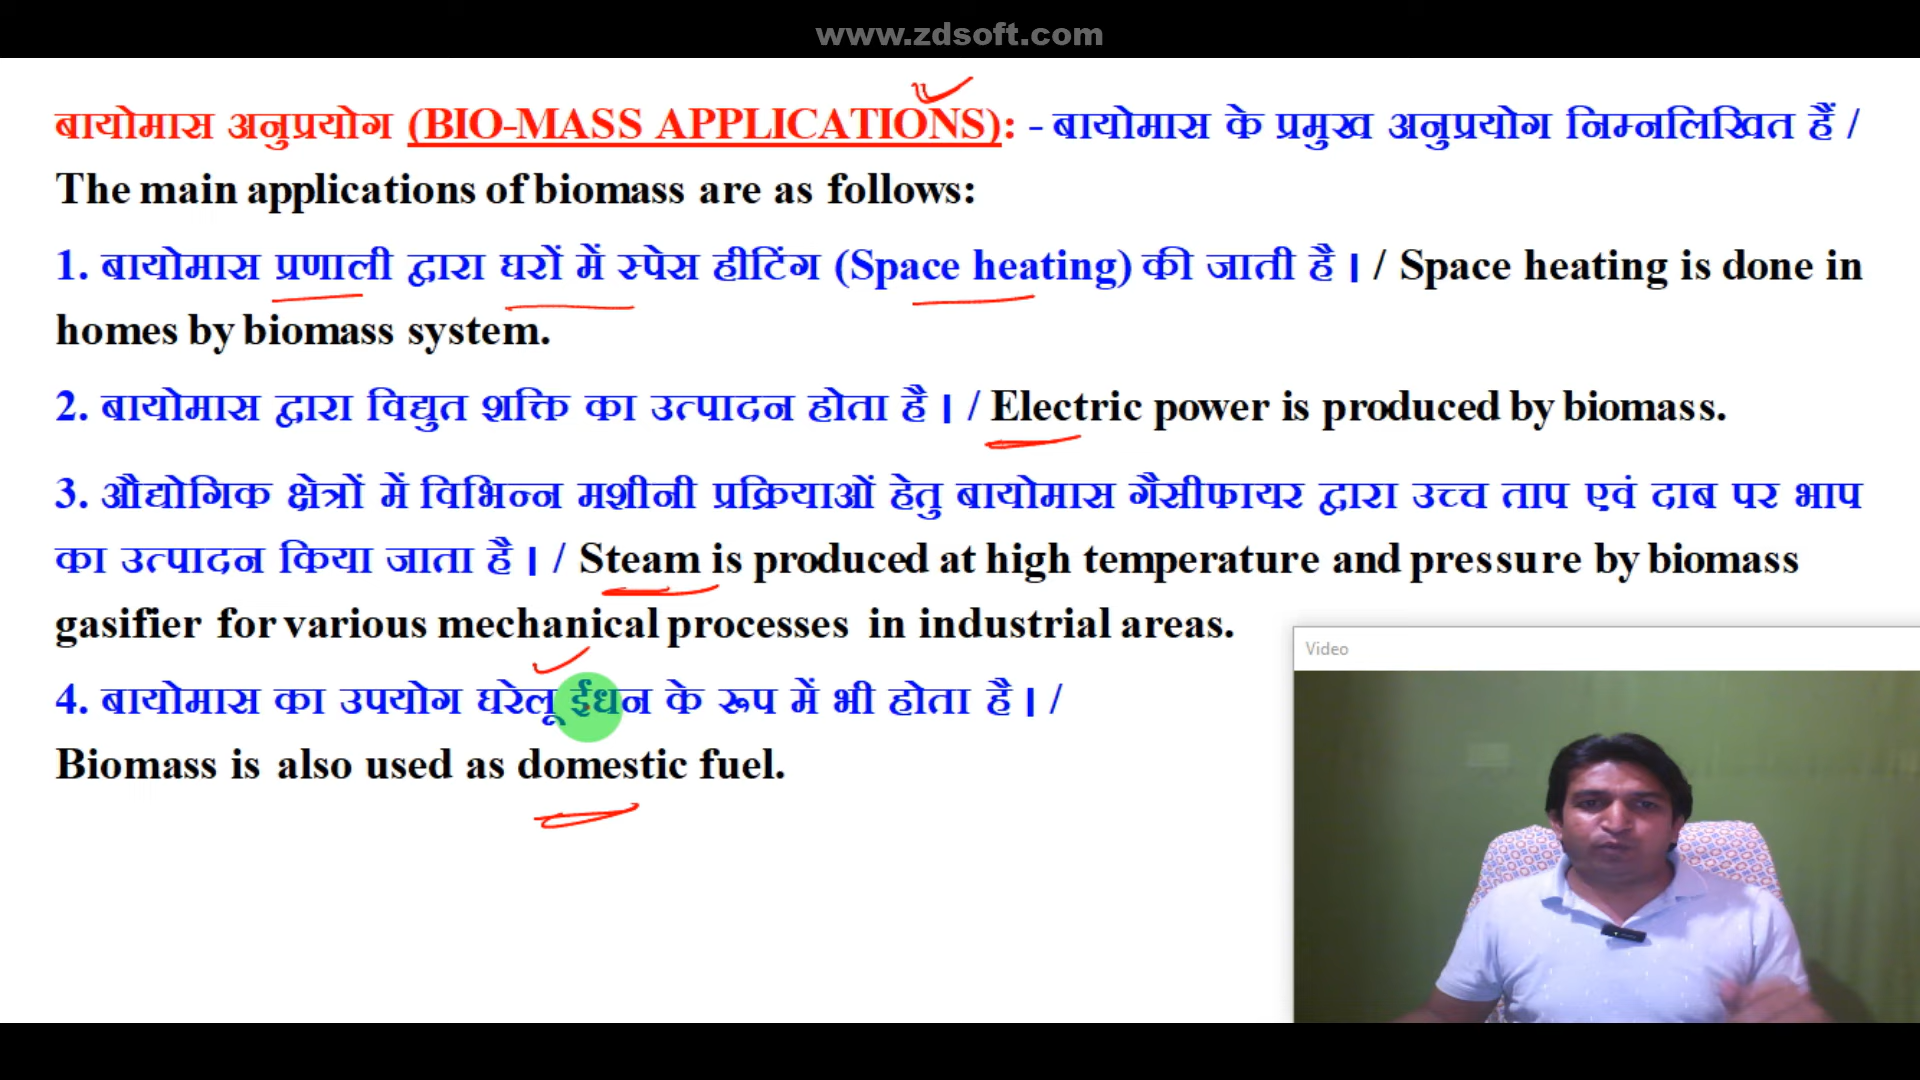 www.zdsoft.com
बायोमास अनुप्रयोग (BIO-MASS APPLICATIONS): - बायोमास के प्रमुख अनुप्रयोग निम्नलिखित हैं /
The main applications of biomass are as follows:
1. बायोमास प्रणाली द्वारा घरों में स्पेस हीटिंग (Space heating) की जाती है। / Space heating is done in
homes by biomass system.
2. बायोमास द्वारा विद्युत शक्ति का उत्पादन होता है। / Electric power is produced by biomass.
3. औद्योगिक क्षेत्रों में विभिन्न मशीनी प्रक्रियाओं हेतु बायोमास गैसीफायर द्वारा उच्च ताप एवं दाब पर भाप
का उत्पादन किया जाता है। / Steam is produced at high temperature and pressure by biomass
gasifier for various mechanical processes in industrial areas.
Video
4. बायोमास का उपयोग घरेलू ईंधन के रूप में भी होता है। /
Biomass is also used as domestic fuel.